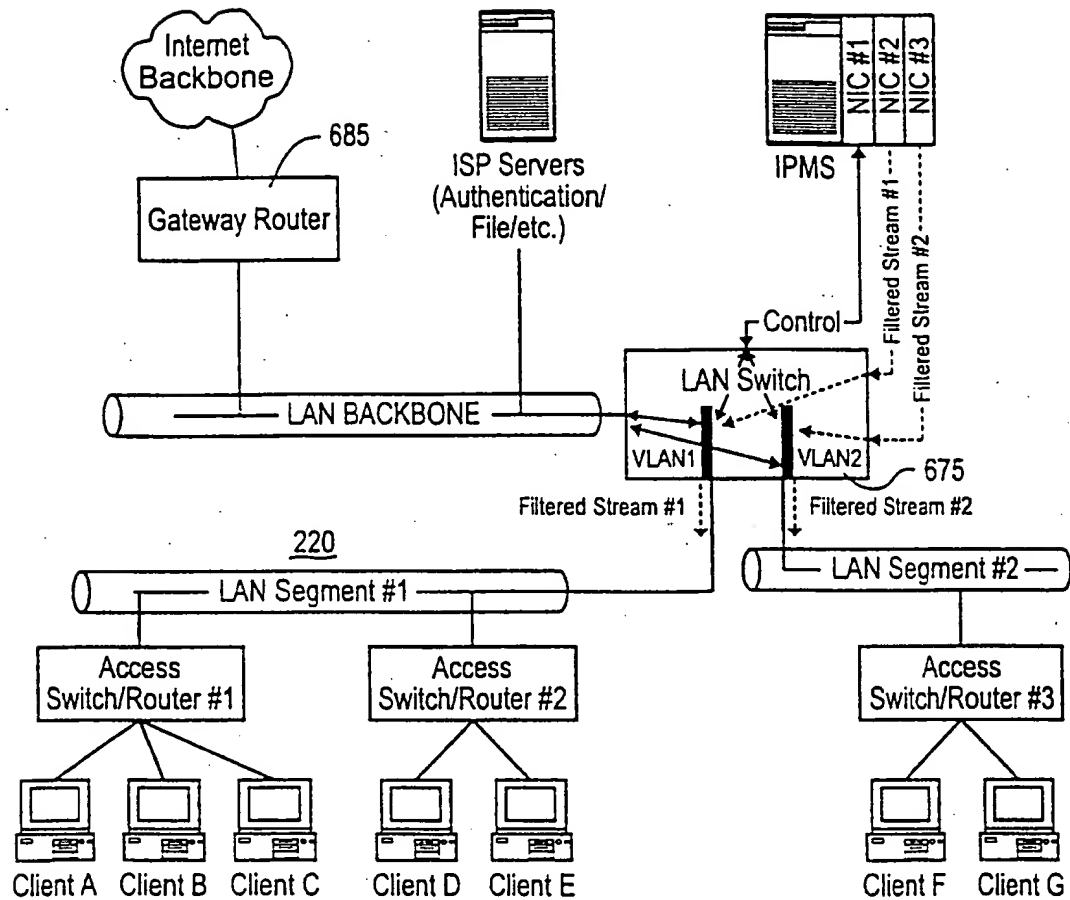 Internet
Backbone
685
Gateway Router
ISP Servers
(Authentication/
File/etc.)
NIC #1
NIC #2
NIC #3
IPMS
Filtered Stream #1
Filtered Stream #2
Control
LAN Switch
LAN BACKBONE
VLAN1
VLAN2
675
Filtered Stream #1
Filtered Stream #2
220
LAN Segment #1
LAN Segment #2
Access
Switch/Router #1
Access
Switch/Router #2
Access
Switch/Router #3
Client A
Client B
Client C
Client D
Client E
Client F
Client G